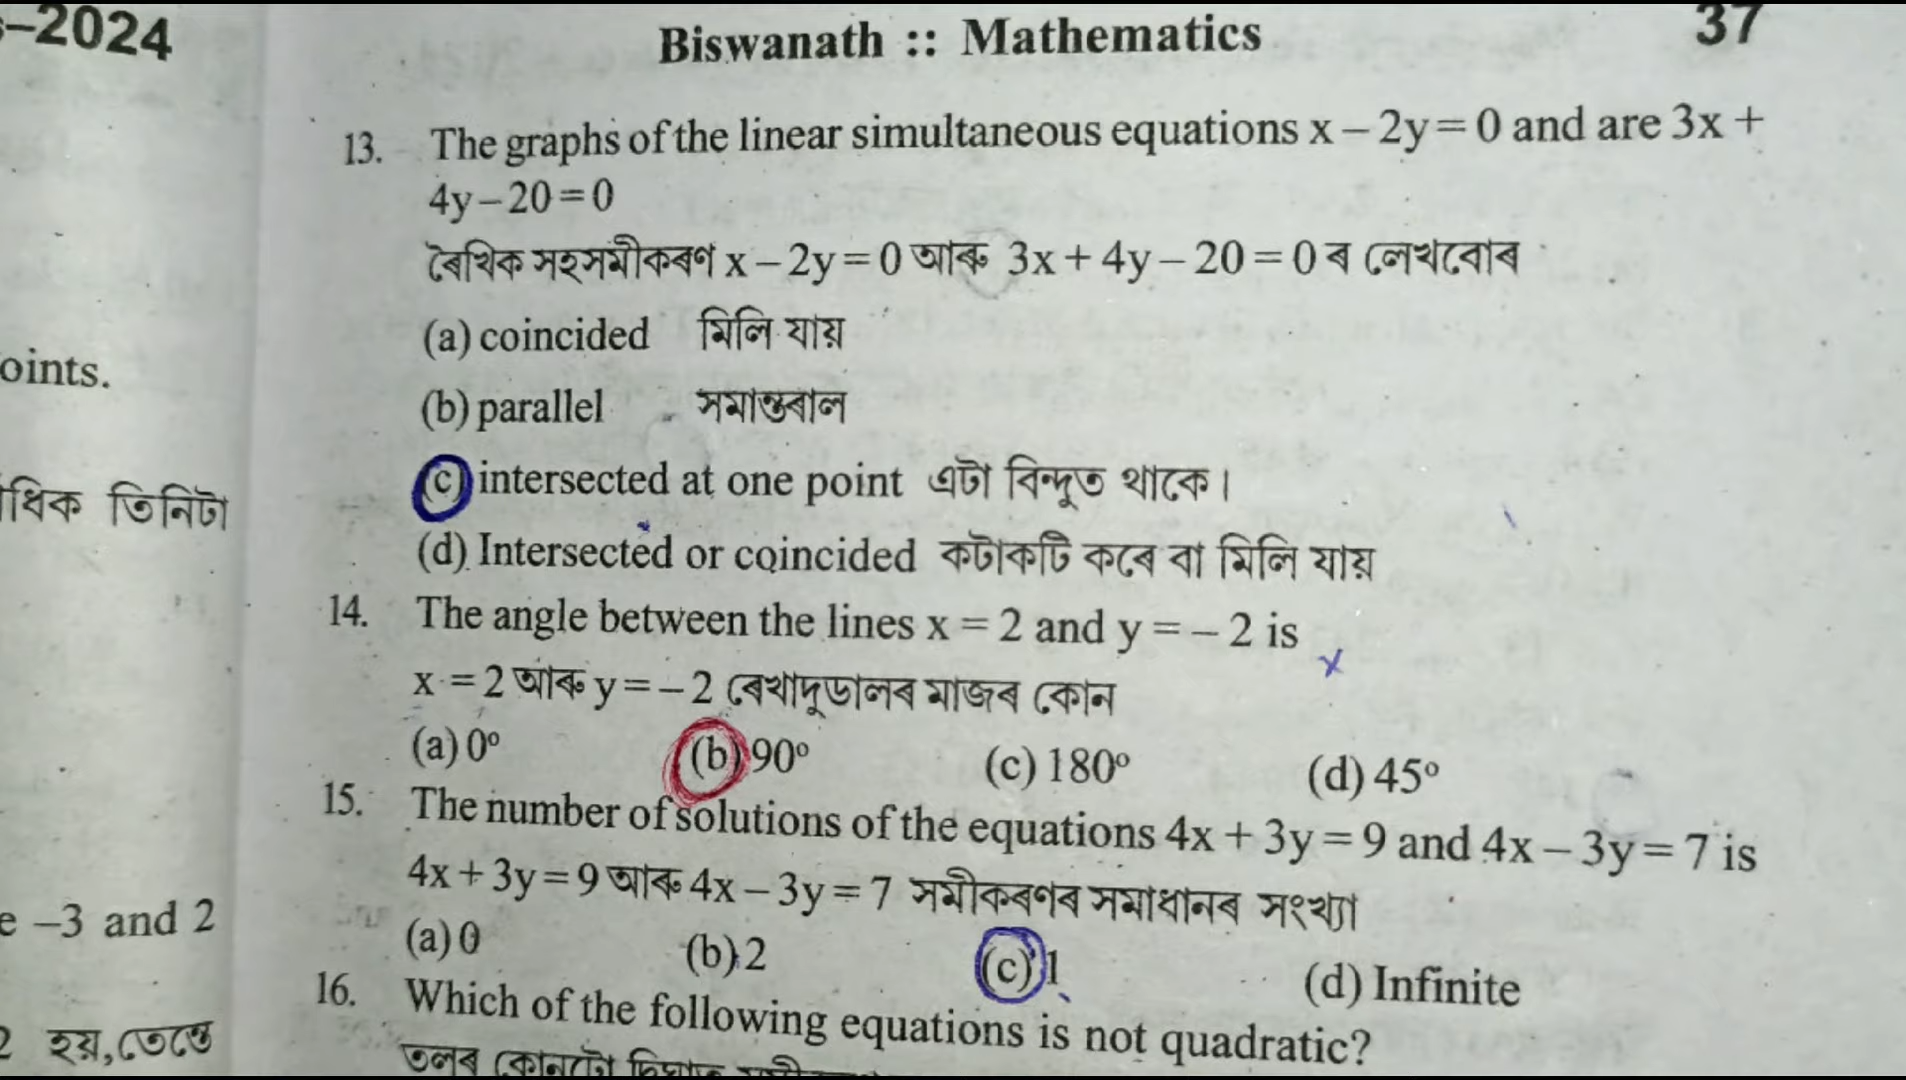 -2024
Biswanath :: Mathematics
37
13. The graphs of the linear simultaneous equations x – 2y = 0 and are 3x +
4y – 20 = 0
ৰৈখিক সহসমীকৰণ x – 2y = 0 আৰু 3x + 4y – 20 = 0 ৰ লেখবোৰ
(a) coincided মিলি যায়
oints.
(b) parallel সমান্তৰাল
(c) intersected at one point এটা বিন্দুত থাকে।
ধিক তিনিটা
(d) Intersected or coincided কটাকটি কৰে বা মিলি যায়
14. The angle between the lines x = 2 and y = – 2 is
x = 2 আৰু y = – 2 ৰেখাদুডালৰ মাজৰ কোন
(a) 0° (b) 90° (c) 180° (d) 45°
15. The number of solutions of the equations 4x + 3y = 9 and 4x – 3y = 7 is
4x + 3y = 9 আৰু 4x – 3y = 7 সমীকৰণৰ সমাধানৰ সংখ্যা
e –3 and 2
(a) 0 (b) 2 (c) 1 (d) Infinite
16. Which of the following equations is not quadratic?
2 হয়, তেন্তে
তলৰ কোনটো